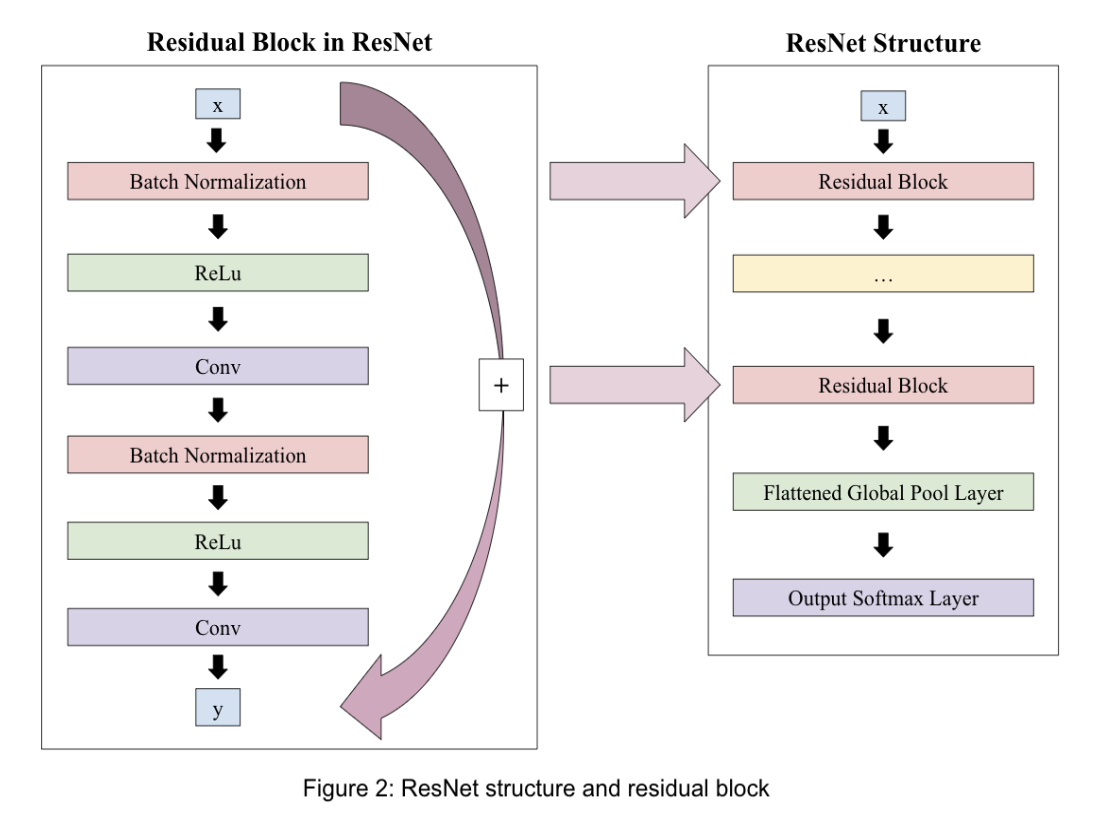 Residual Block in ResNet
x
Batch Normalization
ReLu
Conv
Batch Normalization
ReLu
Conv
y
+
ResNet Structure
x
Residual Block
...
Residual Block
Flattened Global Pool Layer
Output Softmax Layer
Figure 2: ResNet structure and residual block